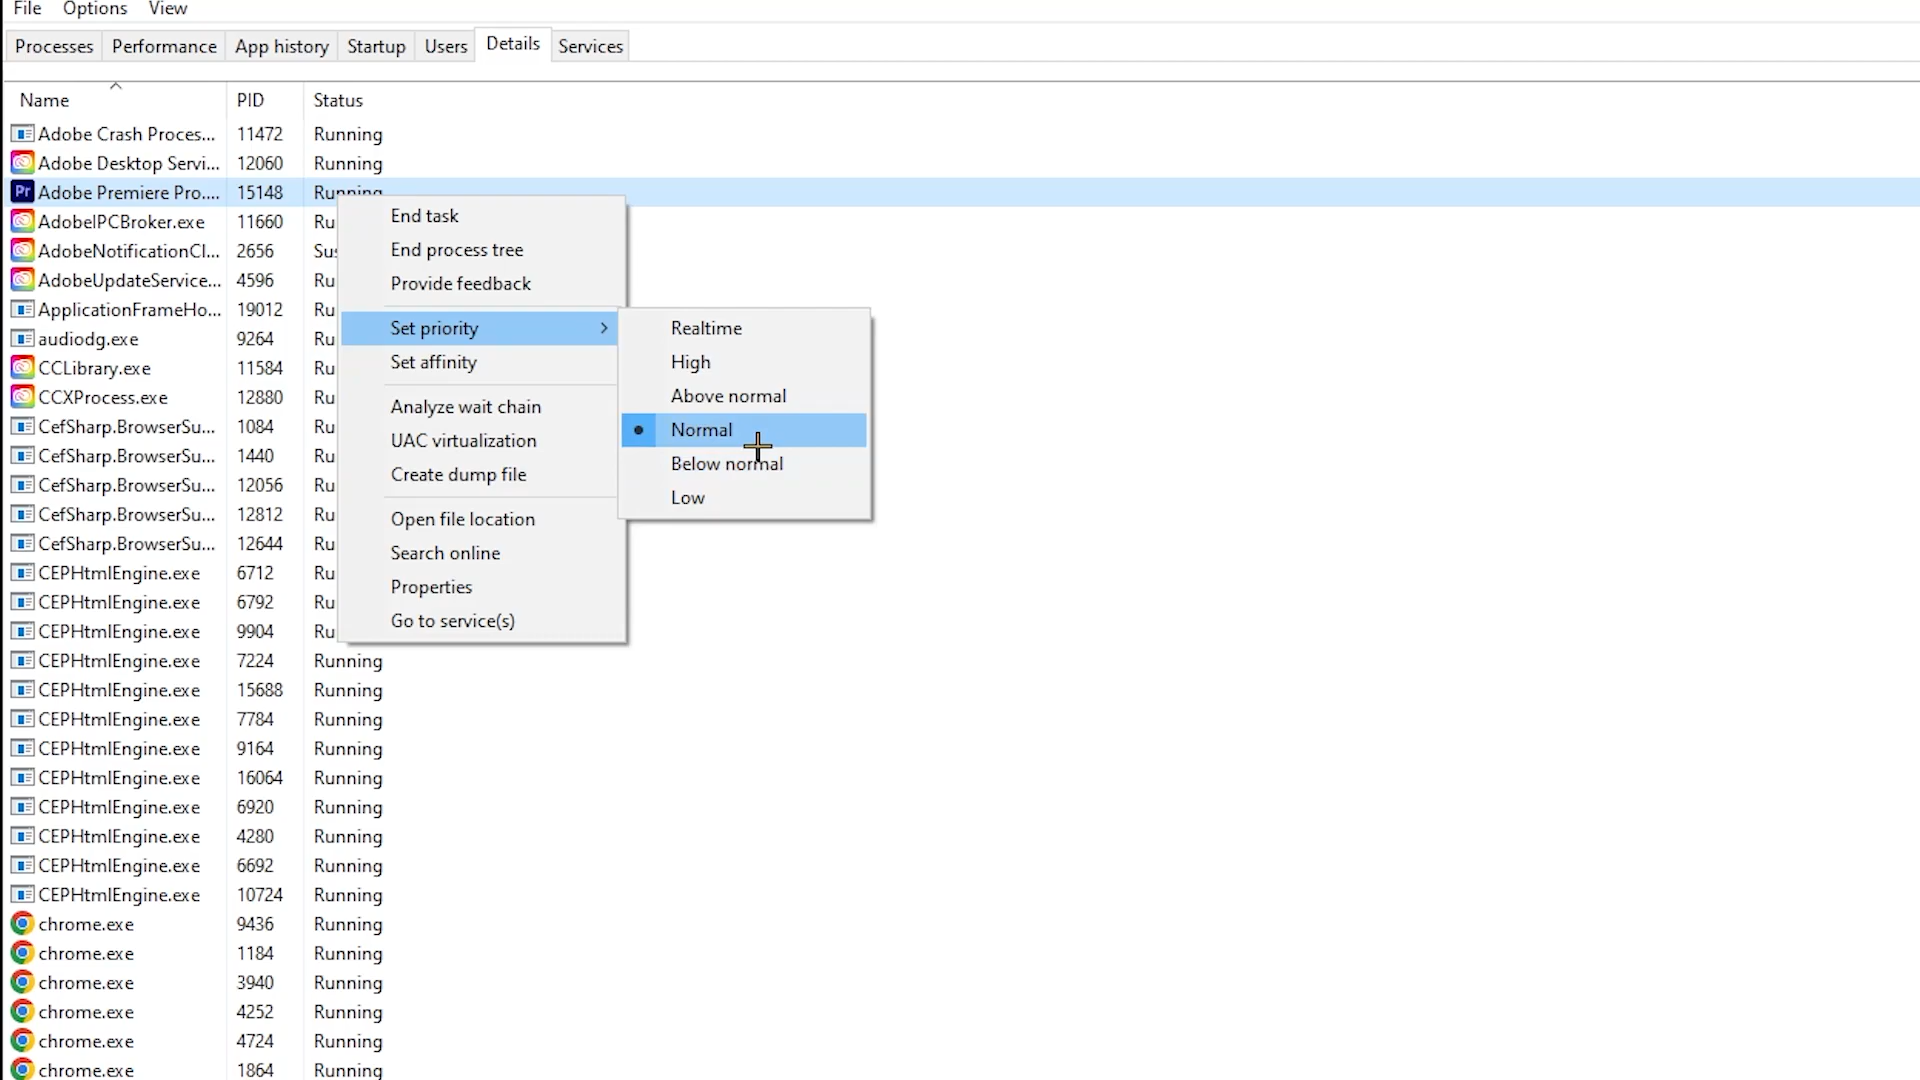 File Options View
Processes Performance App history Startup Users Details Services
Name PID Status
Adobe Crash Proces... 11472 Running
Adobe Desktop Servi... 12060 Running
Pr Adobe Premiere Pro.... 15148 Running
AdobeIPCBroker.exe 11660 Ru
AdobeNotificationCl... 2656 Sus
AdobeUpdateService... 4596 Ru
ApplicationFrameHo... 19012 Ru
audiodg.exe 9264 Ru
CCLibrary.exe 11584 Ru
CCXProcess.exe 12880 Ru
CefSharp.BrowserSu... 1084 Ru
CefSharp.BrowserSu... 1440 Ru
CefSharp.BrowserSu... 12056 Ru
CefSharp.BrowserSu... 12812 Ru
CefSharp.BrowserSu... 12644 Ru
CEPHtmlEngine.exe 6712 Ru
CEPHtmlEngine.exe 6792 Ru
CEPHtmlEngine.exe 9904 Ru
CEPHtmlEngine.exe 7224 Running
CEPHtmlEngine.exe 15688 Running
CEPHtmlEngine.exe 7784 Running
CEPHtmlEngine.exe 9164 Running
CEPHtmlEngine.exe 16064 Running
CEPHtmlEngine.exe 6920 Running
CEPHtmlEngine.exe 4280 Running
CEPHtmlEngine.exe 6692 Running
CEPHtmlEngine.exe 10724 Running
chrome.exe 9436 Running
chrome.exe 1184 Running
chrome.exe 3940 Running
chrome.exe 4252 Running
chrome.exe 4724 Running
chrome.exe 1864 Running
End task
End process tree
Provide feedback
Set priority
Set affinity
Analyze wait chain
UAC virtualization
Create dump file
Open file location
Search online
Properties
Go to service(s)
Realtime
High
Above normal
Normal
Below normal
Low